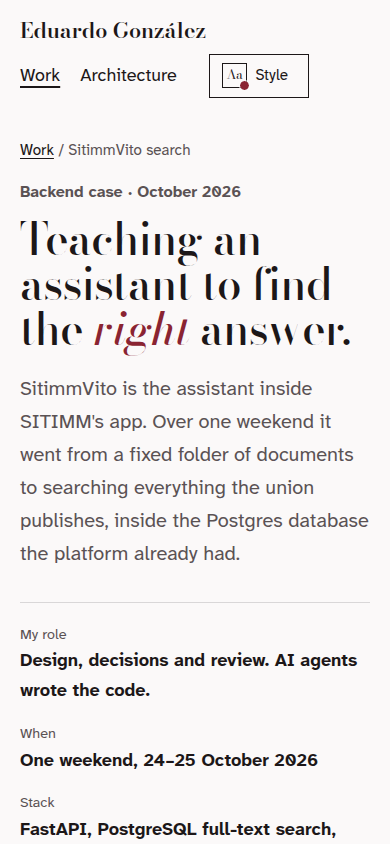 Eduardo González
Work Architecture Aa Style
Work / SitimmVito search
Backend case · October 2026
Teaching an
assistant to find
the right answer.
SitimmVito is the assistant inside
SITIMM's app. Over one weekend it
went from a fixed folder of documents
to searching everything the union
publishes, inside the Postgres database
the platform already had.
My role
Design, decisions and review. AI agents
wrote the code.
When
One weekend, 24–25 October 2026
Stack
FastAPI, PostgreSQL full-text search,